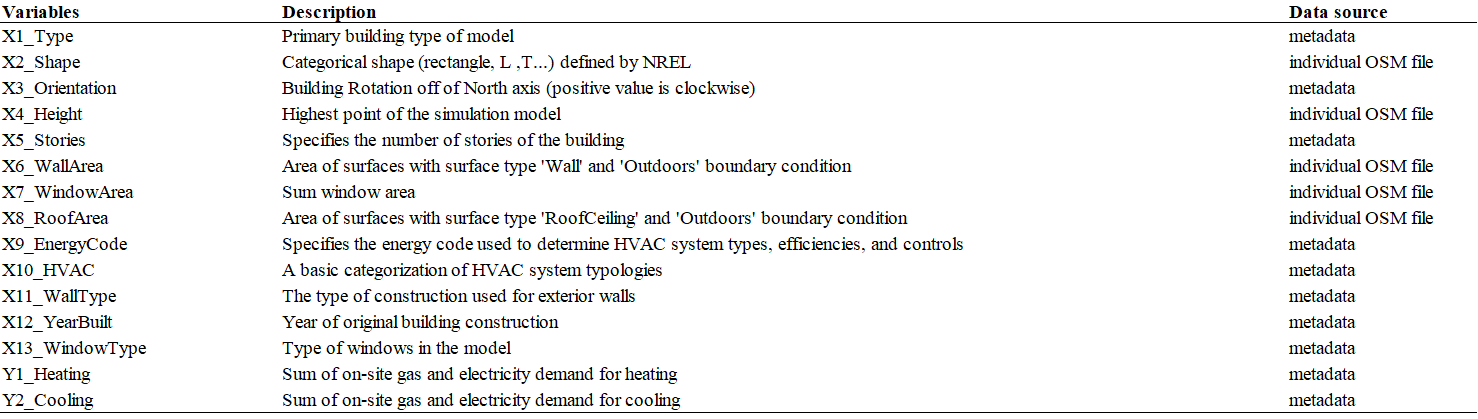 Variables Description Data source
X1_Type Primary building type of model metadata
X2_Shape Categorical shape (rectangle, L ,T...) defined by NREL individual OSM file
X3_Orientation Building Rotation off of North axis (positive value is clockwise) metadata
X4_Height Highest point of the simulation model individual OSM file
X5_Stories Specifies the number of stories of the building metadata
X6_WallArea Area of surfaces with surface type 'Wall' and 'Outdoors' boundary condition individual OSM file
X7_WindowArea Sum window area individual OSM file
X8_RoofArea Area of surfaces with surface type 'RoofCeiling' and 'Outdoors' boundary condition individual OSM file
X9_EnergyCode Specifies the energy code used to determine HVAC system types, efficiencies, and controls metadata
X10_HVAC A basic categorization of HVAC system typologies metadata
X11_WallType The type of construction used for exterior walls metadata
X12_YearBuilt Year of original building construction metadata
X13_WindowType Type of windows in the model metadata
Y1_Heating Sum of on-site gas and electricity demand for heating metadata
Y2_Cooling Sum of on-site gas and electricity demand for cooling metadata